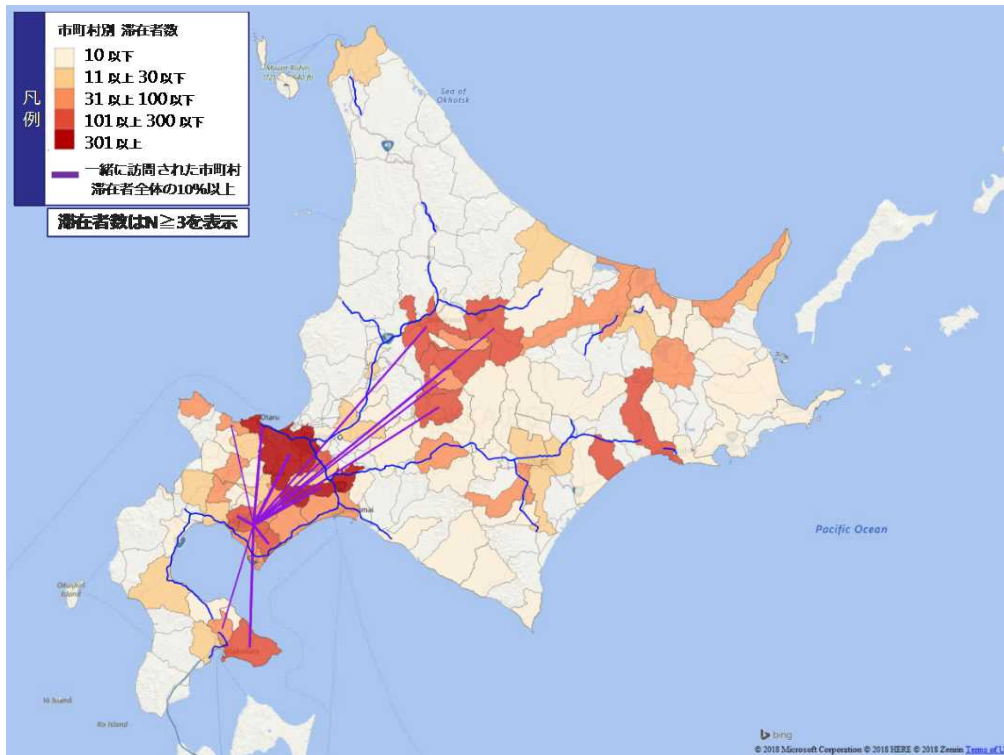 市町村別 滞在者数
10 以下
11 以上 30 以下
31 以上 100 以下
101 以上 300 以下
301 以上
一緒に訪問された市町村
滞在者全体の10%以上
凡例
滞在者数はN≧3を表示
Sea of
Okhotsk
40
Otaru
Pacific Ocean
Island
Island
bing
© 2018 Microsoft Corporation © 2018 HERE © 2018 Zenrin Terms of U